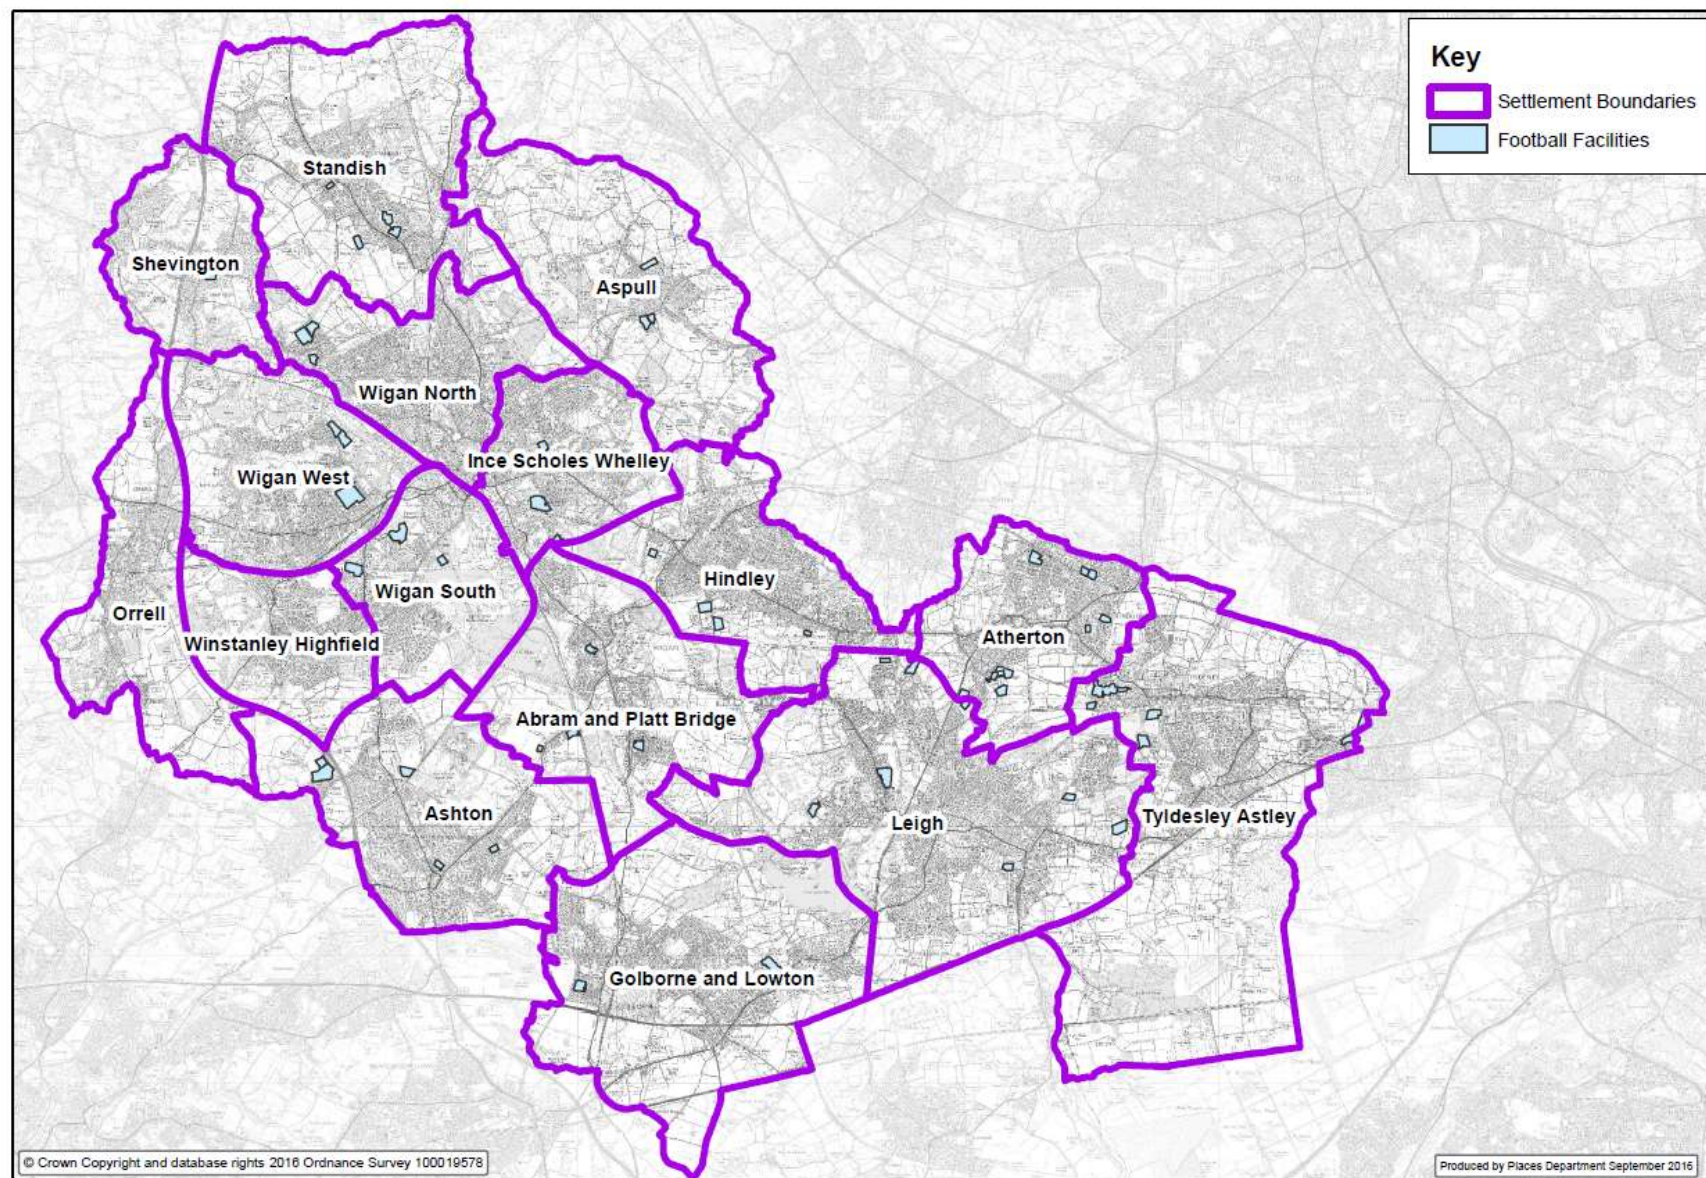 Key
Settlement Boundaries
Football Facilities
Standish
Shevington
Aspull
Wigan North
Ince Scholes Whelley
Wigan West
Hindley
Wigan South
Orrell
Atherton
Winstanley Highfield
Abram and Platt Bridge
Ashton
Leigh
Tyldesley Astley
Golborne and Lowton
© Crown Copyright and database rights 2016 Ordnance Survey 100019578
Produced by Places Department September 2016